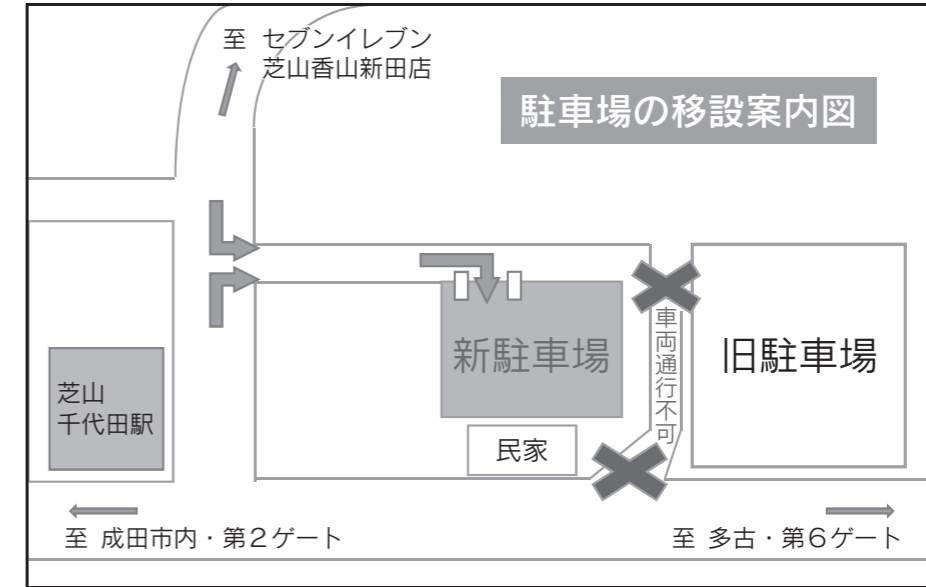 至 セブンイレブン
芝山香山新田店
駐車場の移設案内図
新駐車場
車両通行不可
旧駐車場
芝山
千代田駅
民家
至 成田市内・第2ゲート
至 多古・第6ゲート